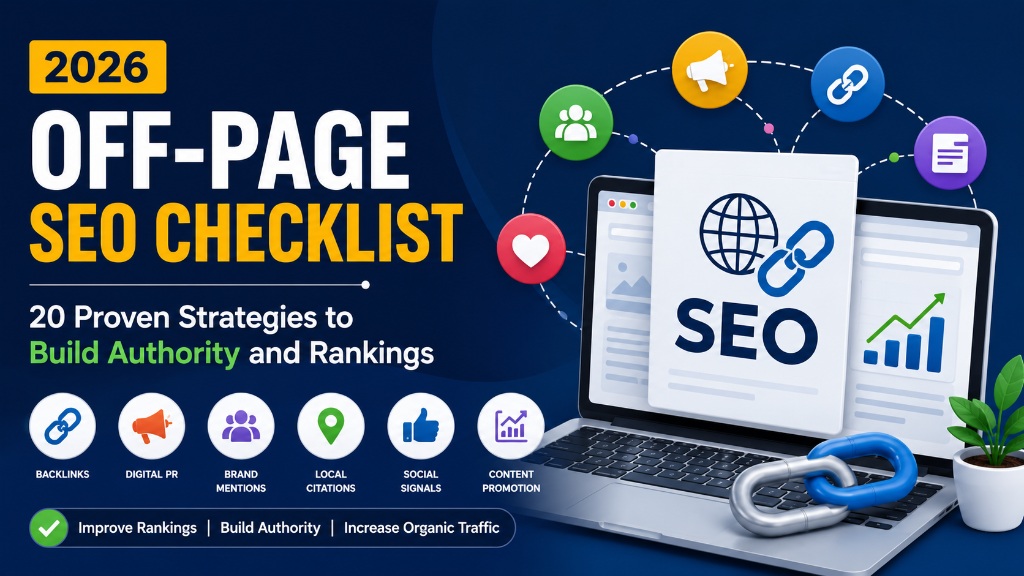 2026
OFF-PAGE
SEO CHECKLIST
20 Proven Strategies to
Build Authority and Rankings
BACKLINKS
DIGITAL PR
BRAND
MENTIONS
LOCAL
CITATIONS
SOCIAL
SIGNALS
CONTENT
PROMOTION
Improve Rankings | Build Authority | Increase Organic Traffic
SEO